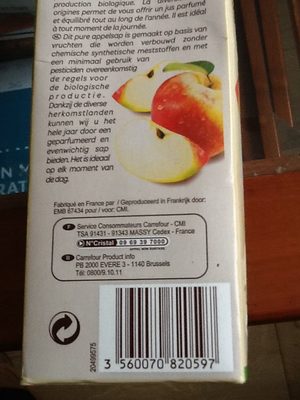 production biologique. La diversité
origines permet de vous offrir un jus parfumé
et équilibré tout au long de l'année. Il est idéal
à tout moment de la journée.
Dit pure appelsap is gemaakt op basis van
vruchten die worden verbouwd zonder
chemische synthetische meststoffen en met
een minimaal gebruik van
pesticiden overeenkomstig
de regels voor
de biologische
productie.
Dankzij de diverse
herkomstlanden
kunnen wij u het
hele jaar door een
geparfumeerd en
evenwichtig sap
bieden. Het is ideaal
op elk moment van
de dag.
Fabriqué en France par / Geproduceerd in Frankrijk door:
EMB 87434 pour / voor: CMI.
F Service Consommateurs Carrefour - CMI
TSA 91431 - 91343 MASSY Cedex - France
N°Cristal 09 69 39 7000
APPEL NON SURTAXÉ
B Carrefour Product info
PB 2000 EVERE 3 - 1140 Brussels
Tél: 0800/9.10.11
20499575
3 560070 820597